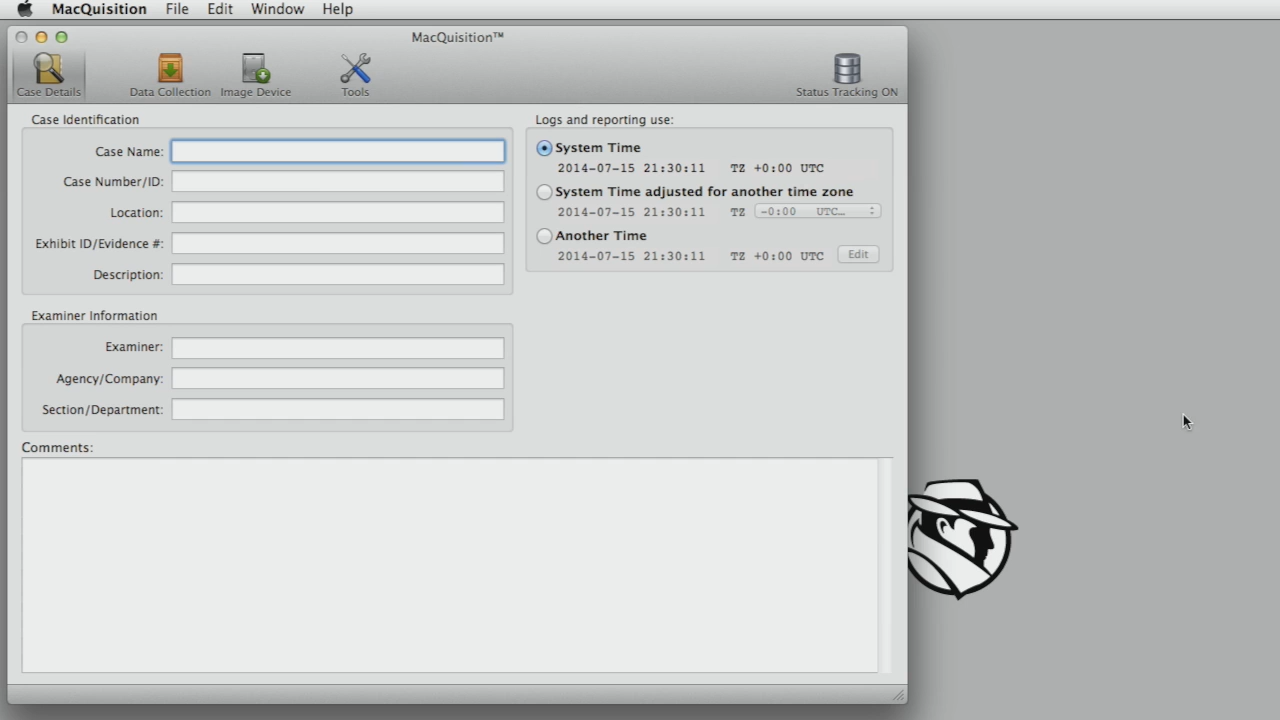 MacQuisition File Edit Window Help
MacQuisition™
Case Details Data Collection Image Device Tools Status Tracking ON
Case Identification
Case Name:
Case Number/ID:
Location:
Exhibit ID/Evidence #:
Description:
Logs and reporting use:
System Time
2014-07-15 21:30:11 TZ +0:00 UTC
System Time adjusted for another time zone
2014-07-15 21:30:11 TZ -0:00 UTC…
Another Time
2014-07-15 21:30:11 TZ +0:00 UTC Edit
Examiner Information
Examiner:
Agency/Company:
Section/Department:
Comments: